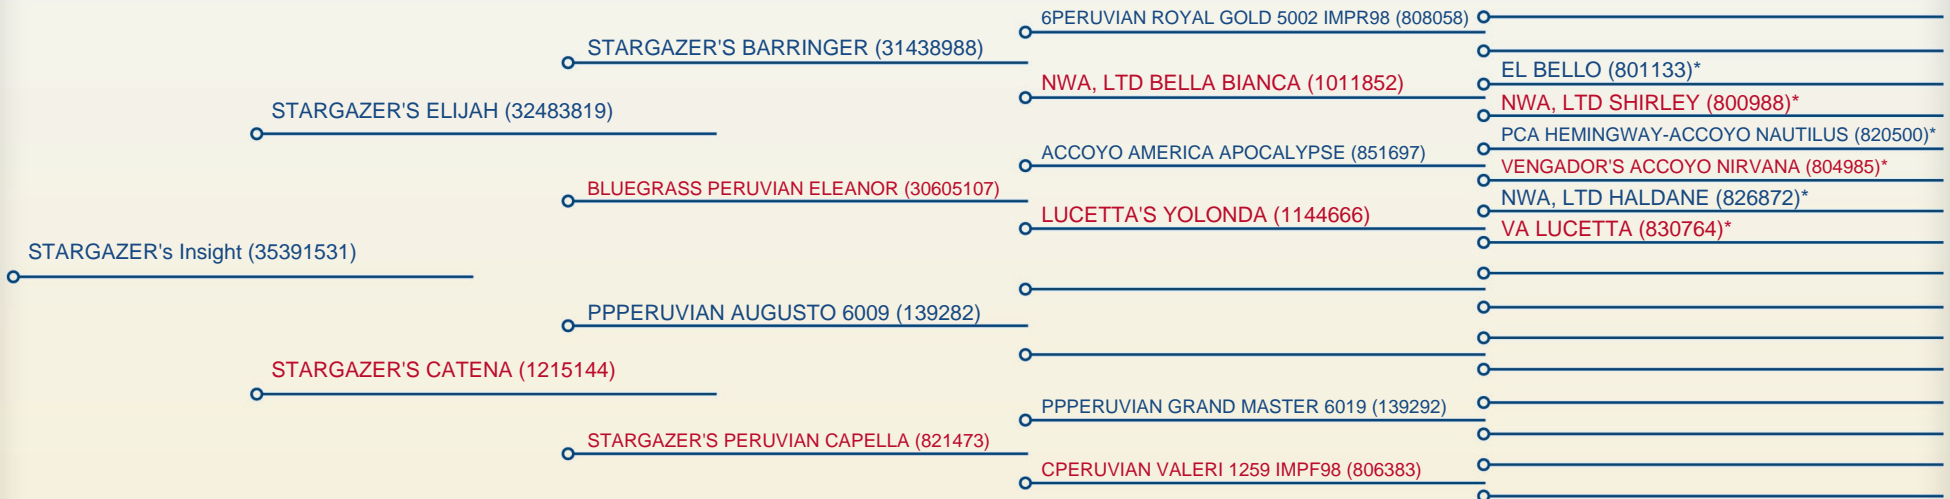 6PERUVIAN ROYAL GOLD 5002 IMPR98 (808058)
STARGAZER'S BARRINGER (31438988)
EL BELLO (801133)*
NWA, LTD BELLA BIANCA (1011852)
NWA, LTD SHIRLEY (800988)*
STARGAZER'S ELIJAH (32483819)
PCA HEMINGWAY-ACCOYO NAUTILUS (820500)*
ACCOYO AMERICA APOCALYPSE (851697)
VENGADOR'S ACCOYO NIRVANA (804985)*
BLUEGRASS PERUVIAN ELEANOR (30605107)
NWA, LTD HALDANE (826872)*
LUCETTA'S YOLONDA (1144666)
VA LUCETTA (830764)*
STARGAZER's Insight (35391531)
PPPERUVIAN AUGUSTO 6009 (139282)
STARGAZER'S CATENA (1215144)
PPPERUVIAN GRAND MASTER 6019 (139292)
STARGAZER'S PERUVIAN CAPELLA (821473)
CPERUVIAN VALERI 1259 IMPF98 (806383)